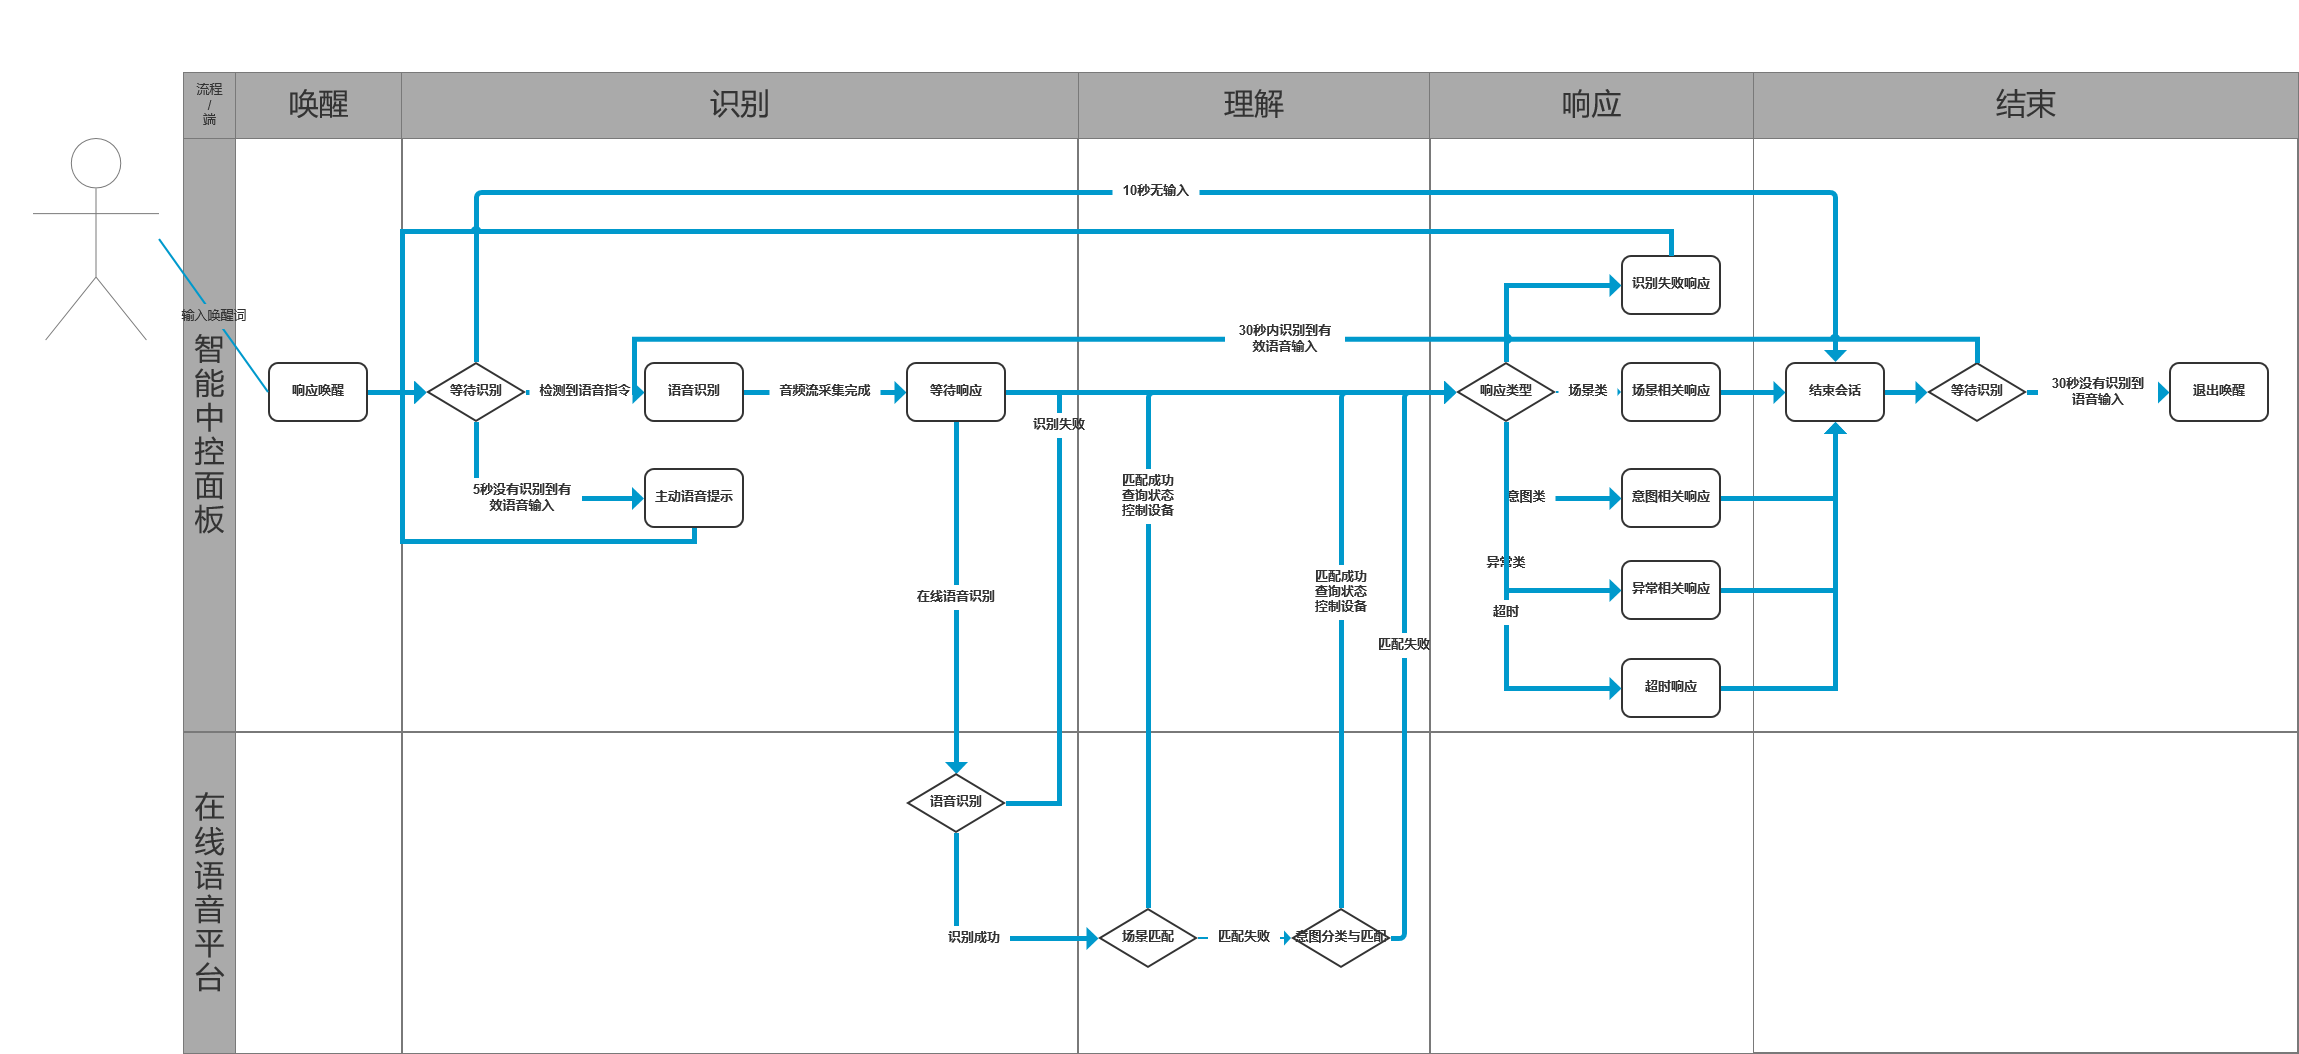 流程
/
端
唤醒
识别
理解
响应
结束
智能中控面板
在线语音平台
输入唤醒词
10秒无输入
识别失败响应
30秒内识别到有
效语音输入
响应唤醒
等待识别
检测到语音指令
语音识别
音频流采集完成
等待响应
响应类型
场景类
场景相关响应
结束会话
等待识别
30秒没有识别到
语音输入
退出唤醒
识别失败
5秒没有识别到有
效语音输入
主动语音提示
匹配成功
查询状态
控制设备
意图类
意图相关响应
在线语音识别
匹配成功
查询状态
控制设备
异常类
异常相关响应
超时
匹配失败
超时响应
语音识别
识别成功
场景匹配
匹配失败
意图分类与匹配